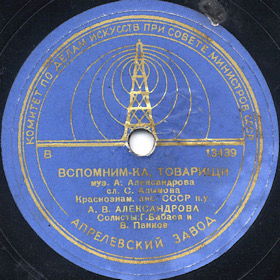 КОМИТЕТ ПО ДЕЛАМ ИСКУССТВ ПРИ СОВЕТЕ МИНИСТРОВ СССР
В 13439
ВСПОМНИМ-КА, ТОВАРИЩИ
муз. А. Александрова
сл. С. Алымова
Краснознам. анс. СССР п/у
А. В. АЛЕКСАНДРОВА
Солисты: Г. Бабаев и
В. Панков
АПРЕЛЕВСКИЙ ЗАВОД